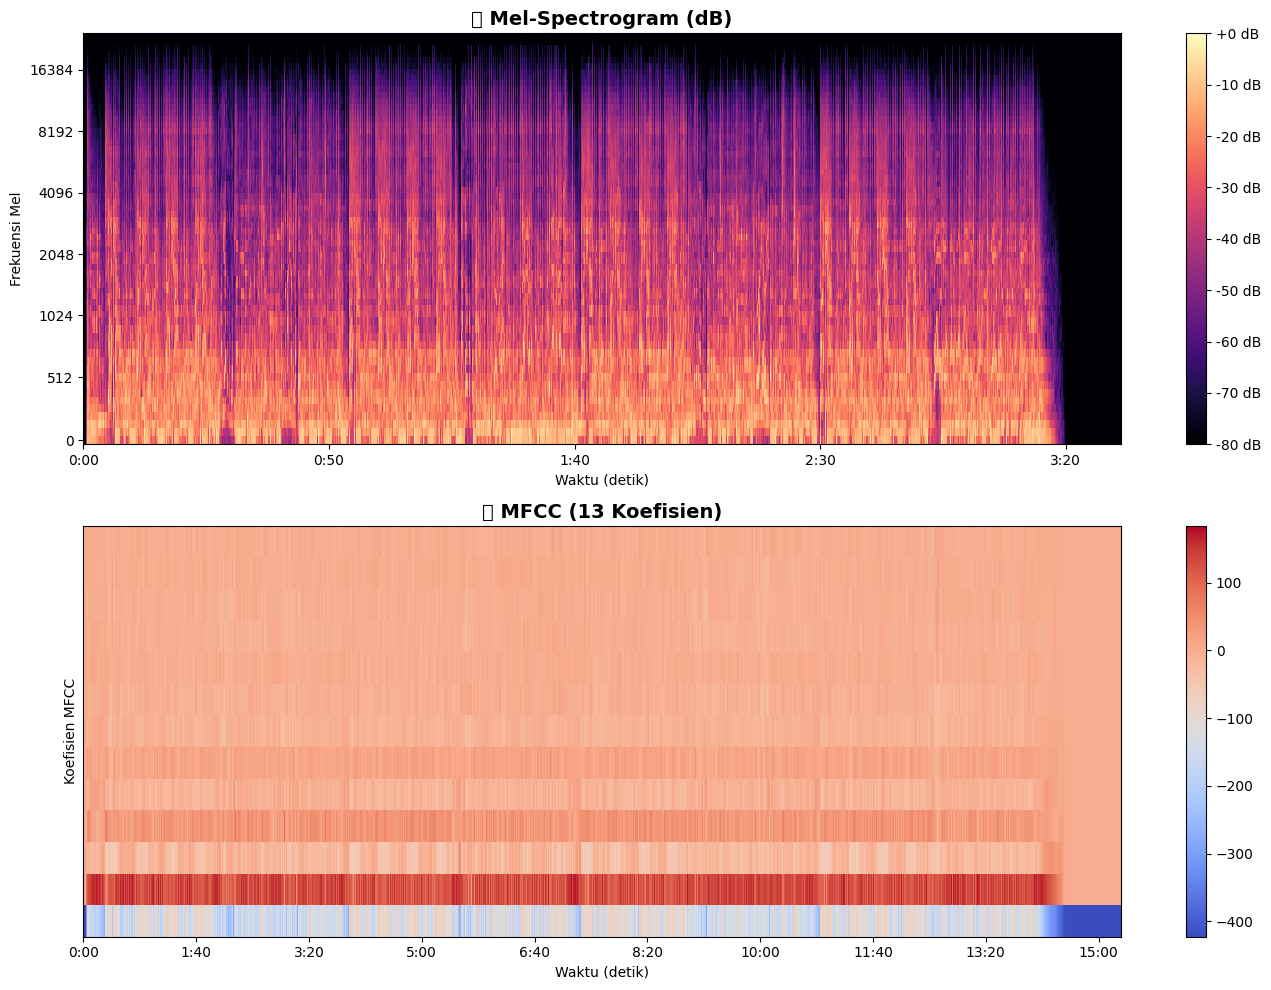 Mel-Spectrogram (dB)
+0 dB
-10 dB
-20 dB
-30 dB
-40 dB
-50 dB
-60 dB
-70 dB
-80 dB
16384
8192
4096
2048
1024
512
0
Frekuensi Mel
0:00 0:50 1:40 2:30 3:20
Waktu (detik)
MFCC (13 Koefisien)
100
0
−100
−200
−300
−400
Koefisien MFCC
0:00 1:40 3:20 5:00 6:40 8:20 10:00 11:40 13:20 15:00
Waktu (detik)